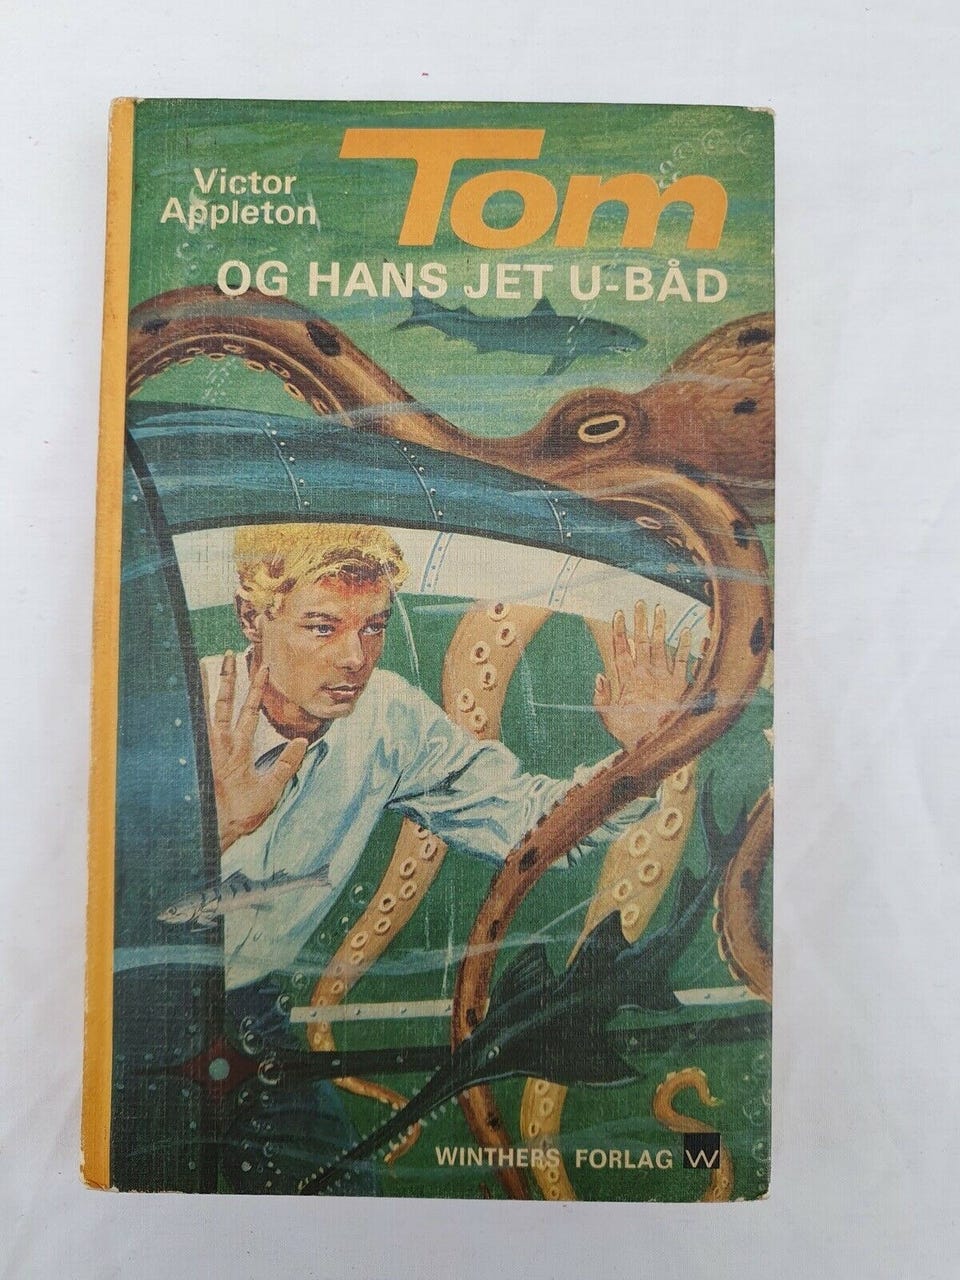 Victor
Appleton
Tom
OG HANS JET U-BÅD
WINTHERS FORLAG W